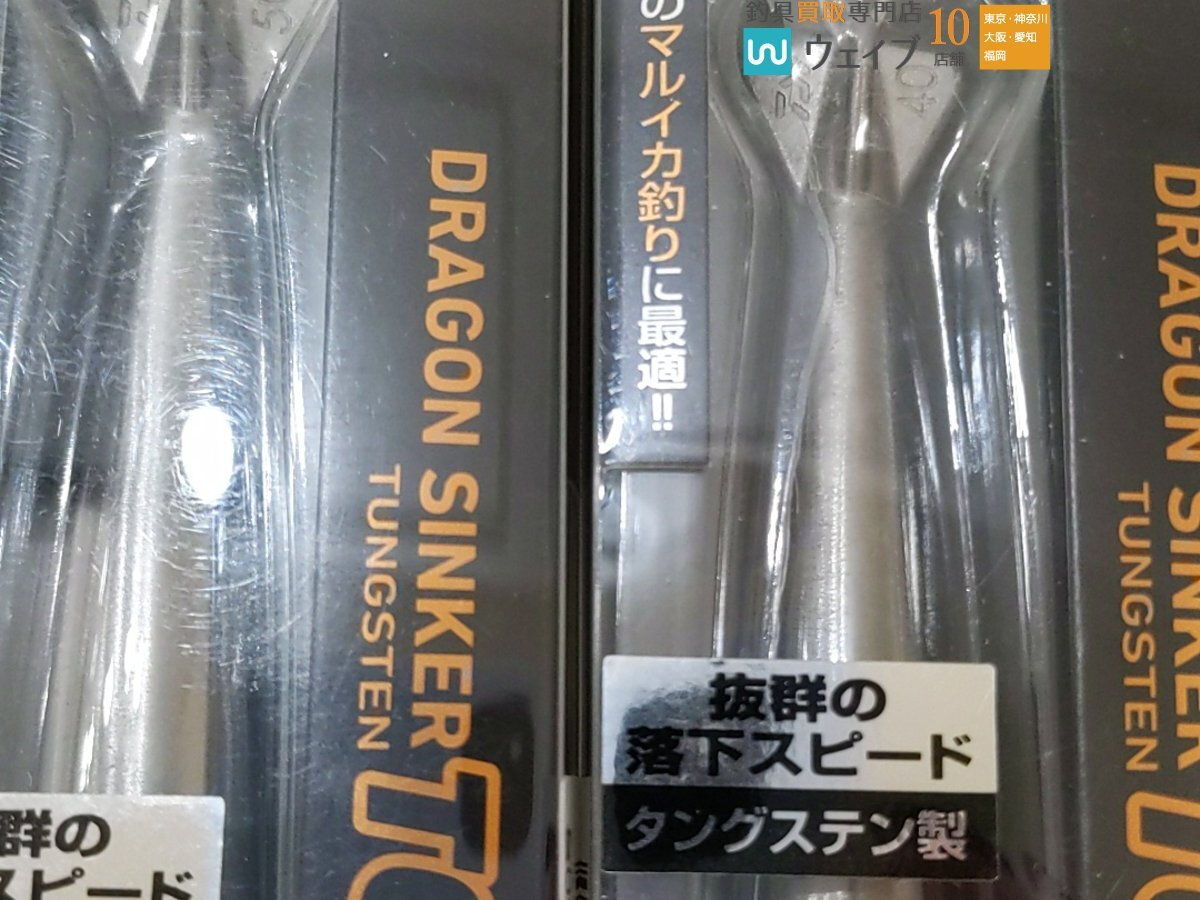 釣具買取専門店
ウェイブ
10
店舗
東京・神奈川
大阪・愛知
福岡
50
DRAGON SINKER
TUNGSTEN
群の
スピード
のマルイカ釣りに最適!!
40
抜群の
落下スピード
タングステン製
DRAGON SINKER
TUNGSTEN